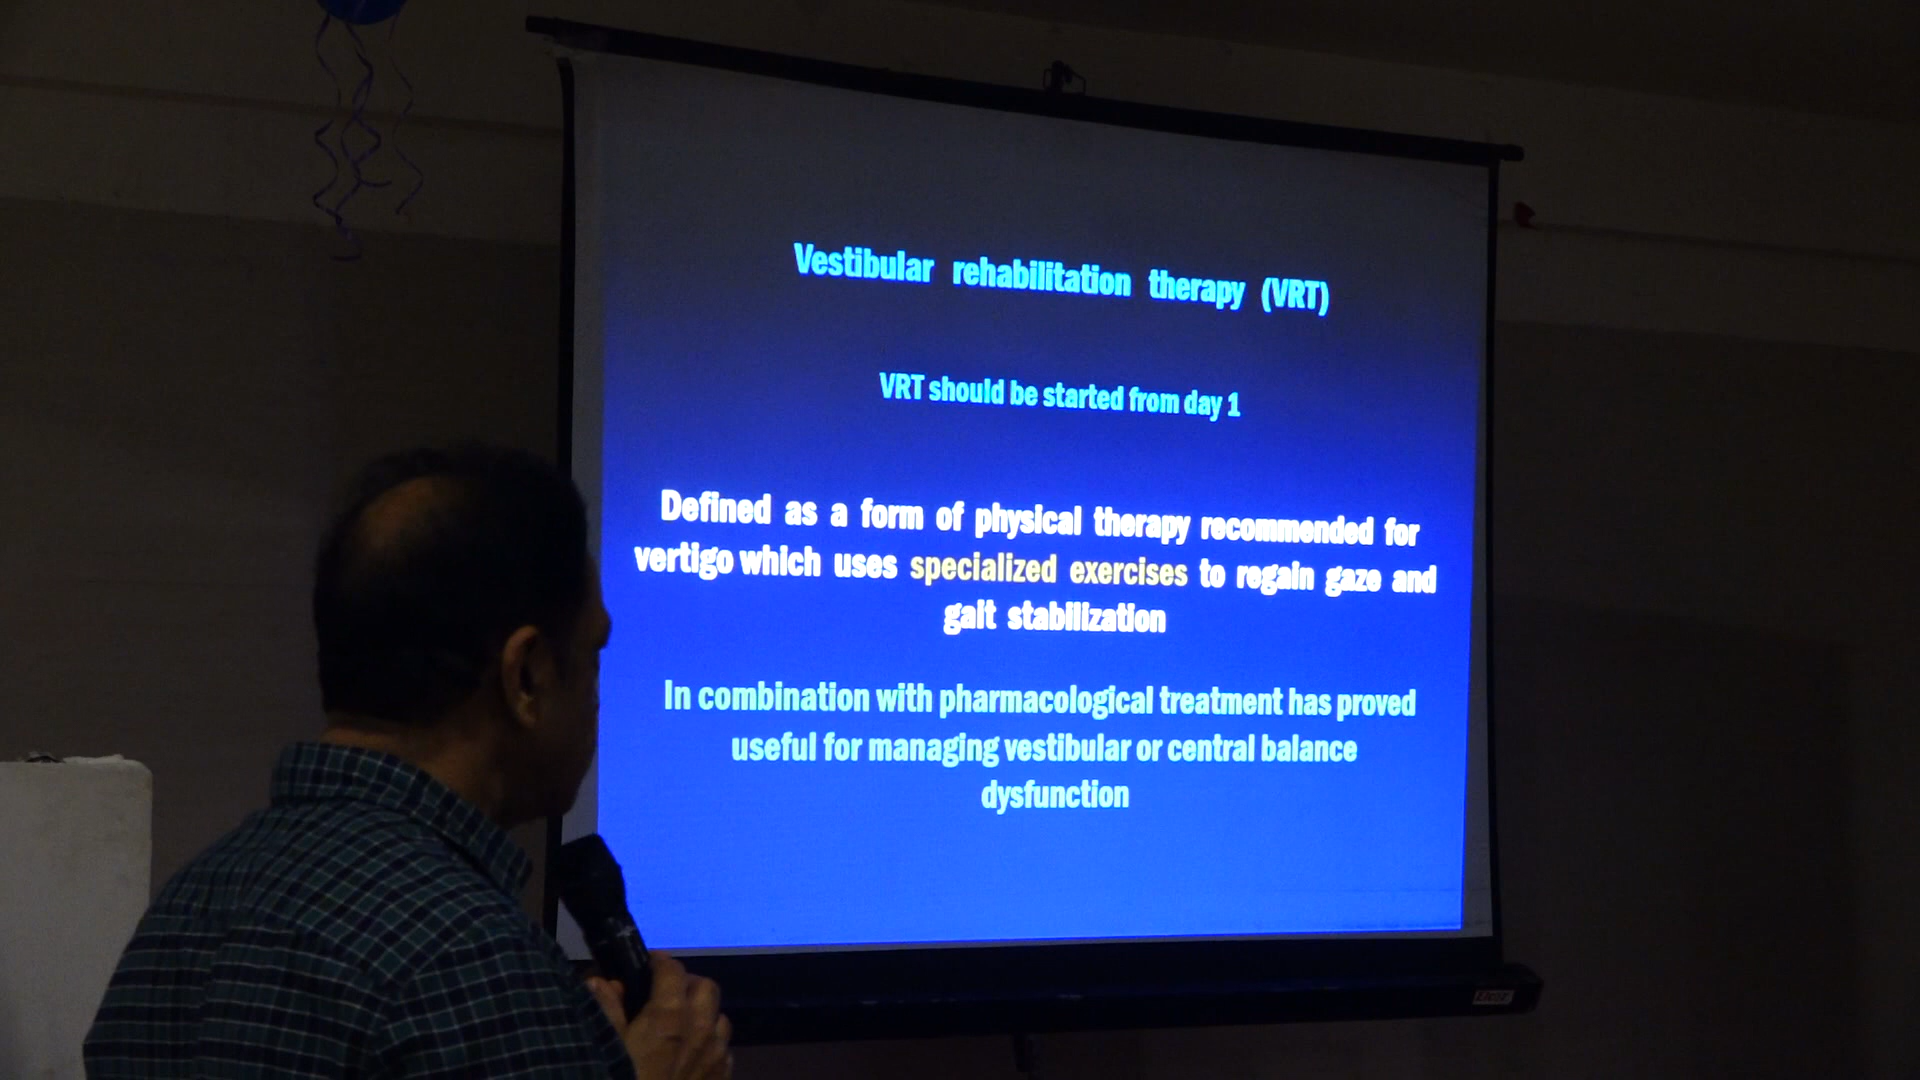 Vestibular rehabilitation therapy (VRT)
VRT should be started from day 1
Defined as a form of physical therapy recommended for
vertigo which uses specialized exercises to regain gaze and
gait stabilization
In combination with pharmacological treatment has proved
useful for managing vestibular or central balance
dysfunction